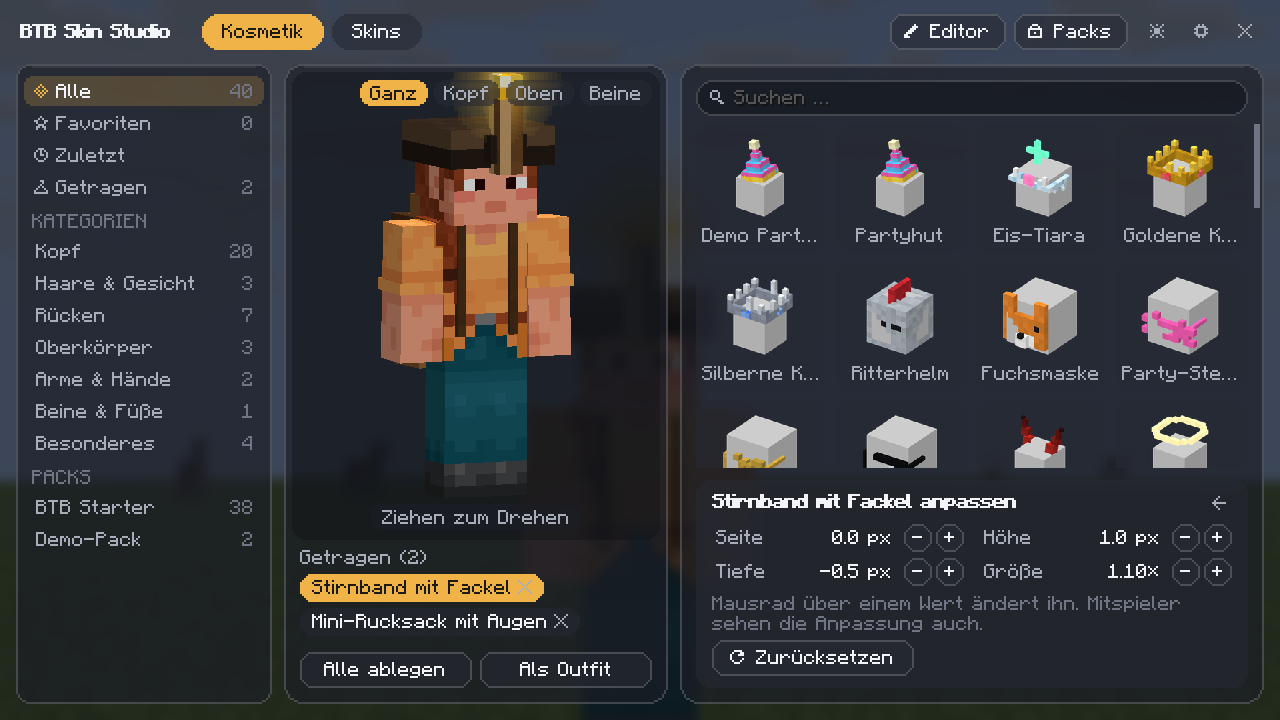 BTB Skin Studio
Kosmetik
Skins
Editor
Packs
Alle 40
Favoriten 0
Zuletzt
Getragen 2
KATEGORIEN
Kopf 20
Haare & Gesicht 3
Rücken 7
Oberkörper 3
Arme & Hände 2
Beine & Füße 1
Besonderes 4
PACKS
BTB Starter 38
Demo-Pack 2
Ganz Kopf Oben Beine
Ziehen zum Drehen
Getragen (2)
Stirnband mit Fackel
Mini-Rucksack mit Augen
Alle ablegen
Als Outfit
Suchen ...
Demo Part... Partyhut Eis-Tiara Goldene K...
Silberne K... Ritterhelm Fuchsmaske Party-Ste...
Stirnband mit Fackel anpassen
Seite 0.0 px − + Höhe 1.0 px − +
Tiefe −0.5 px − + Größe 1.10× − +
Mausrad über einem Wert ändert ihn. Mitspieler
sehen die Anpassung auch.
Zurücksetzen